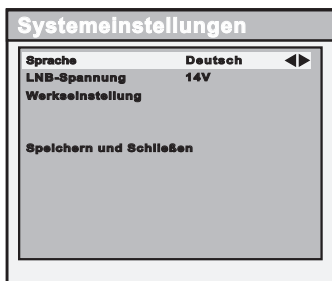 Systemeinstellungen
Sprache Deutsch
LNB-Spannung 14V
Werkseinstellung
Speichern und Schließen